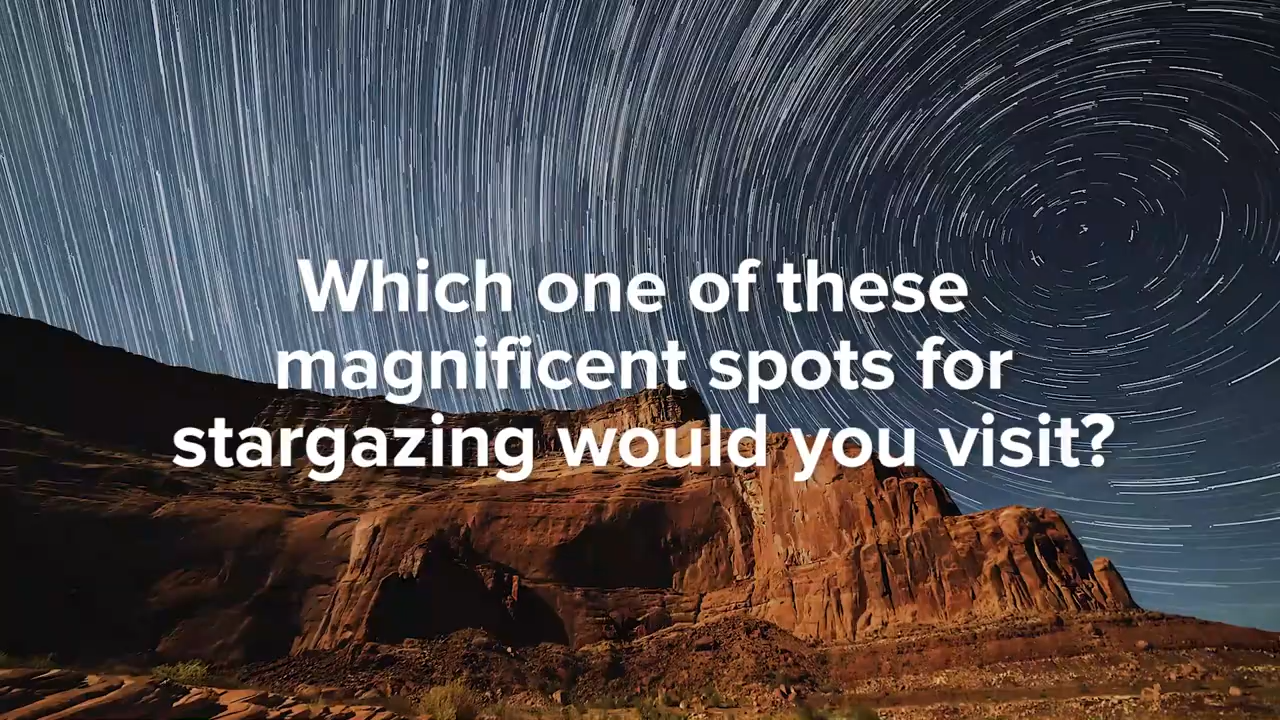 Which one of these
magnificent spots for
stargazing would you visit?